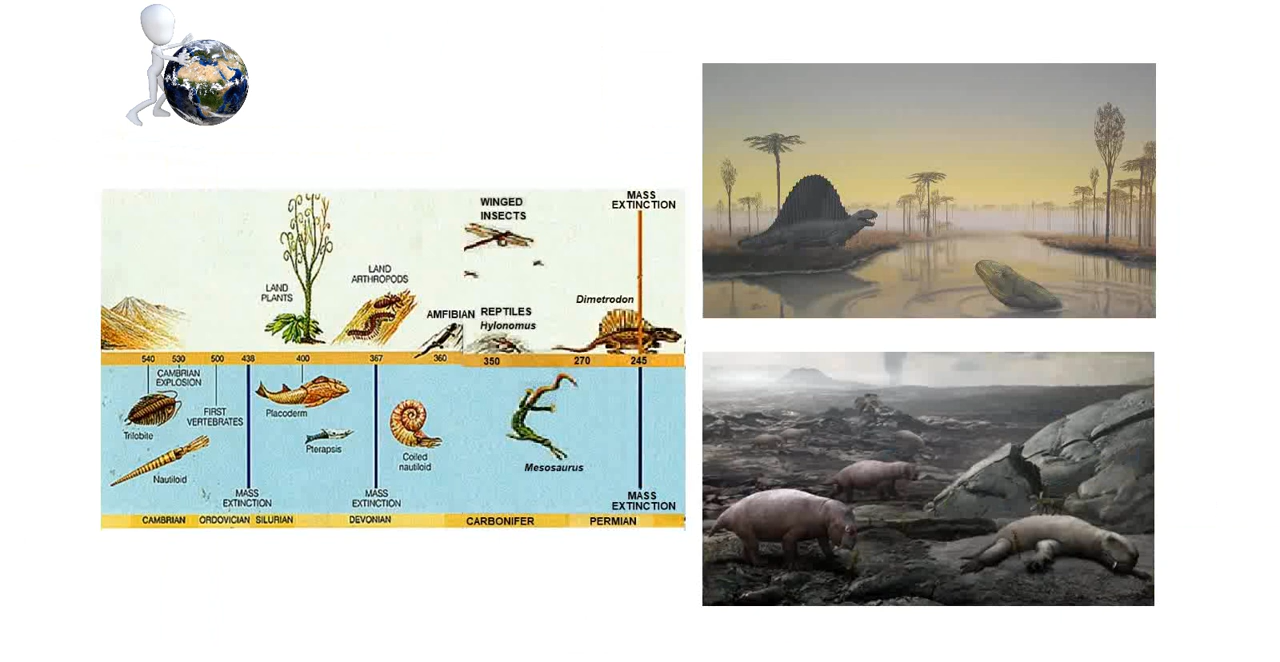 WINGED
INSECTS
MASS
EXTINCTION
LAND
ARTHROPODS
LAND
PLANTS
Dimetrodon
AMFIBIAN
REPTILES
Hylonomus
540 530 500 438 400 367 360 350 270 245
CAMBRIAN
EXPLOSION
FIRST
VERTEBRATES
Placoderm
Trilobite
Pterapsis
Coiled
nautiloid
Mesosaurus
Nautiloid
MASS
EXTINCTION
MASS
EXTINCTION
MASS
EXTINCTION
CAMBRIAN ORDOVICIAN SILURIAN DEVONIAN CARBONIFER PERMIAN